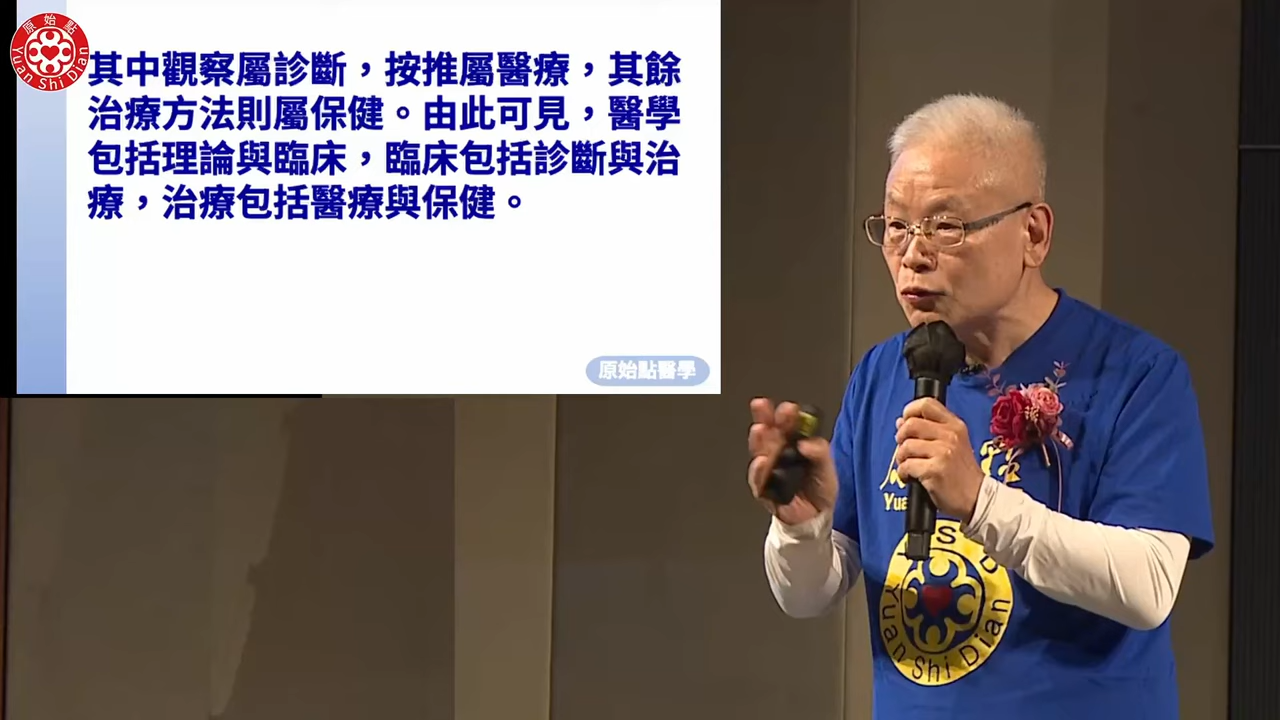 原始點
Yuan Shi Dian
其中觀察屬診斷，按推屬醫療，其餘
治療方法則屬保健。由此可見，醫學
包括理論與臨床，臨床包括診斷與治
療，治療包括醫療與保健。
原始點醫學
Yua
Yuan Shi Dian